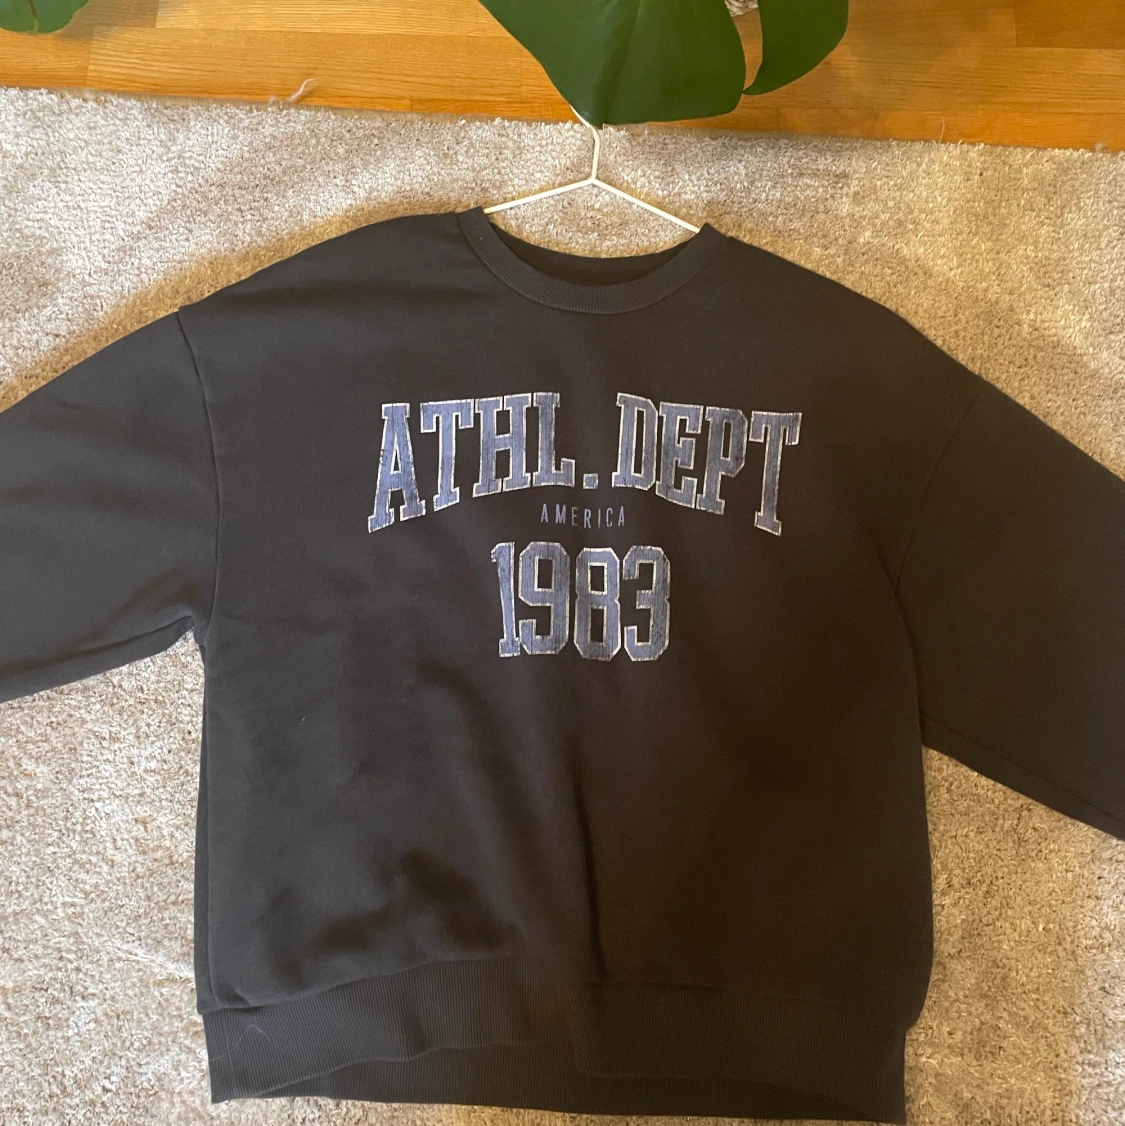 ATHL. DEPT
AMERICA
1983